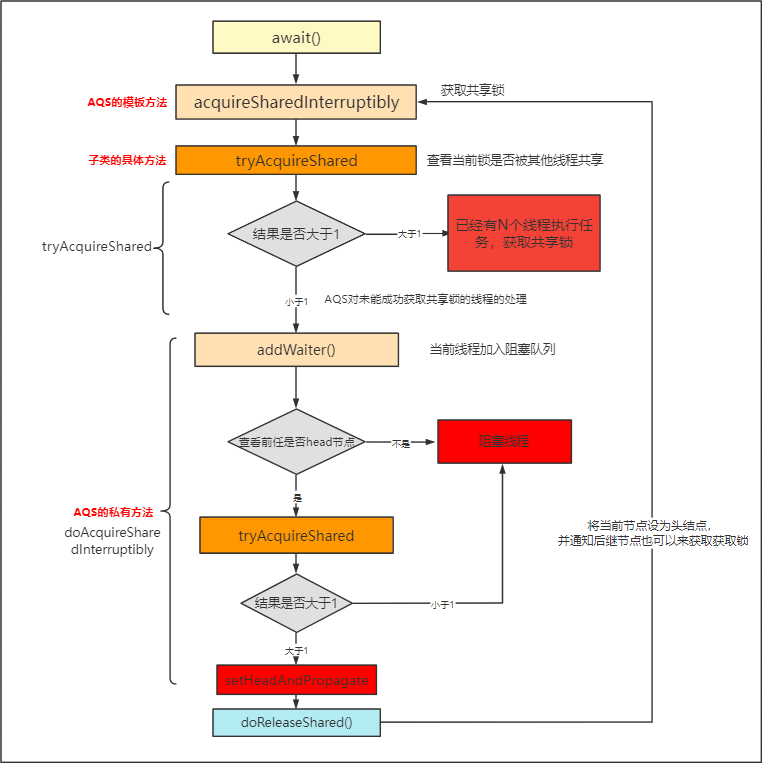 await()
获取共享锁
AQS的模板方法
acquireSharedInterruptibly
子类的具体方法
tryAcquireShared
查看当前锁是否被其他线程共享
tryAcquireShared
结果是否大于1
大于1
已经有N个线程执行任
务，获取共享锁
小于1
AQS对未能成功获取共享锁的线程的处理
addWaiter()
当前线程加入阻塞队列
查看前任是否head节点
不是
阻塞线程
是
AQS的私有方法
doAcquireShare
dInterruptibly
tryAcquireShared
将当前节点设为头结点，
并通知后继节点也可以来获取获取锁
结果是否大于1
小于1
大于1
setHeadAndPropagate
doReleaseShared()